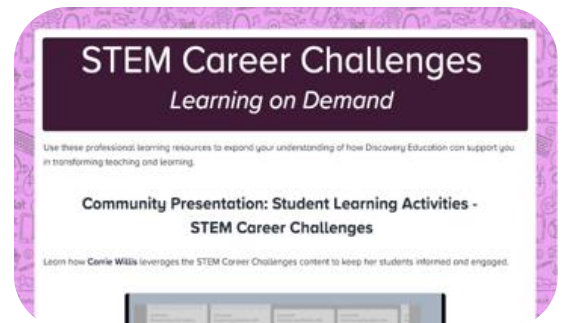 STEM Career Challenges
Learning on Demand
Use these professional learning resources to expand your understanding of how Discovery Education can support you
in transforming teaching and learning.
Community Presentation: Student Learning Activities -
STEM Career Challenges
Learn how Corrie Willis leverages the STEM Career Challenges content to keep her students informed and engaged.